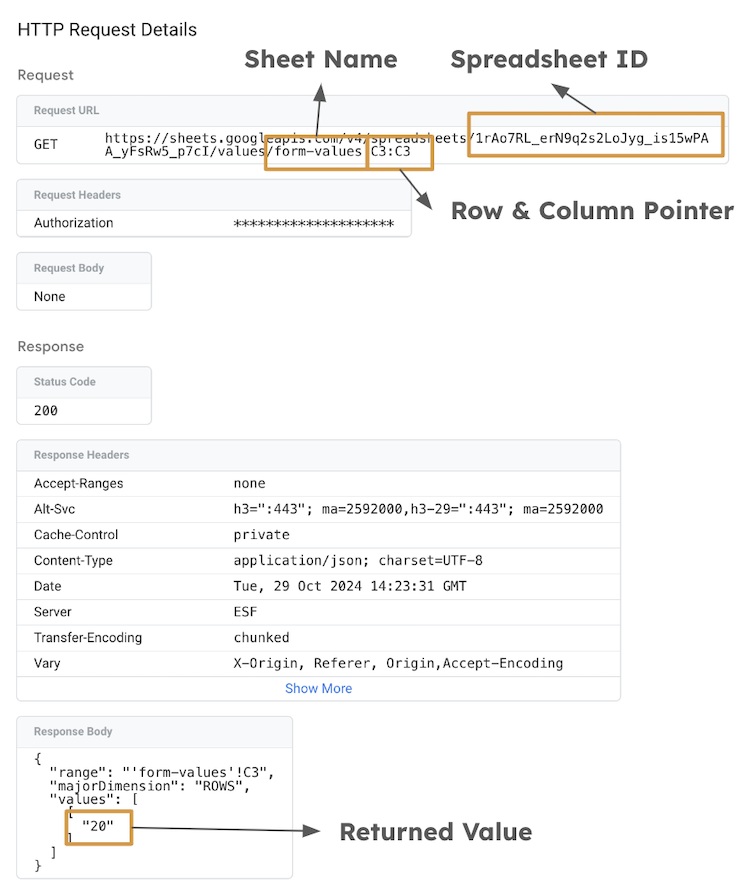 HTTP Request Details
Sheet Name
Spreadsheet ID
Request
Request URL
GET https://sheets.googleapis.com/v4/spreadsheets/1rAo7RL_erN9q2s2LoJyg_is15wPA
A_yFsRw5_p7cI/values/form-values C3:C3
Row & Column Pointer
Request Headers
Authorization ********************
Request Body
None
Response
Status Code
200
Response Headers
Accept-Ranges none
Alt-Svc h3=":443"; ma=2592000,h3-29=":443"; ma=2592000
Cache-Control private
Content-Type application/json; charset=UTF-8
Date Tue, 29 Oct 2024 14:23:31 GMT
Server ESF
Transfer-Encoding chunked
Vary X-Origin, Referer, Origin,Accept-Encoding
Show More
Response Body
{
"range": "'form-values'!C3",
"majorDimension": "ROWS",
"values": [
[
"20"
]
]
}
Returned Value